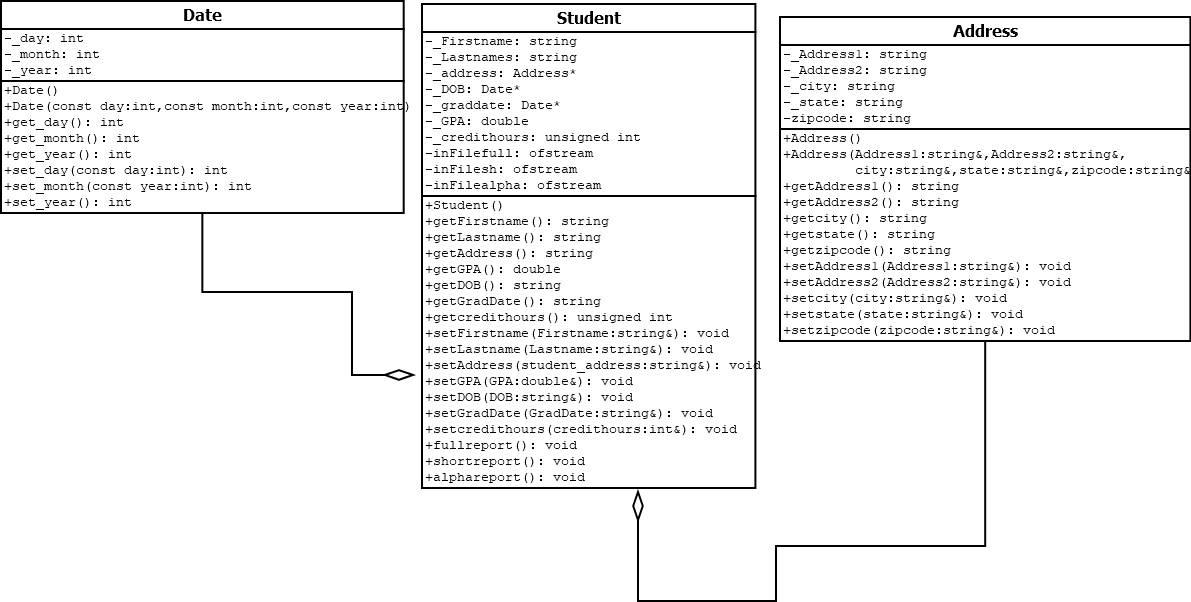 Date
-_day: int
-_month: int
-_year: int
+Date()
+Date(const day:int,const month:int,const year:int)
+get_day(): int
+get_month(): int
+get_year(): int
+set_day(const day:int): int
+set_month(const year:int): int
+set_year(): int
Student
-_Firstname: string
-_Lastnames: string
-_address: Address*
-_DOB: Date*
-_graddate: Date*
-_GPA: double
-_credithours: unsigned int
-inFilefull: ofstream
-inFilesh: ofstream
-inFilealpha: ofstream
+Student()
+getFirstname(): string
+getLastname(): string
+getAddress(): string
+getGPA(): double
+getDOB(): string
+getGradDate(): string
+getcredithours(): unsigned int
+setFirstname(Firstname:string&): void
+setLastname(Lastname:string&): void
+setAddress(student_address:string&): void
+setGPA(GPA:double&): void
+setDOB(DOB:string&): void
+setGradDate(GradDate:string&): void
+setcredithours(credithours:int&): void
+fullreport(): void
+shortreport(): void
+alphareport(): void
Address
-_Address1: string
-_Address2: string
-_city: string
-_state: string
-zipcode: string
+Address()
+Address(Address1:string&,Address2:string&,
city:string&,state:string&,zipcode:string&
+getAddress1(): string
+getAddress2(): string
+getcity(): string
+getstate(): string
+getzipcode(): string
+setAddress1(Address1:string&): void
+setAddress2(Address2:string&): void
+setcity(city:string&): void
+setstate(state:string&): void
+setzipcode(zipcode:string&): void